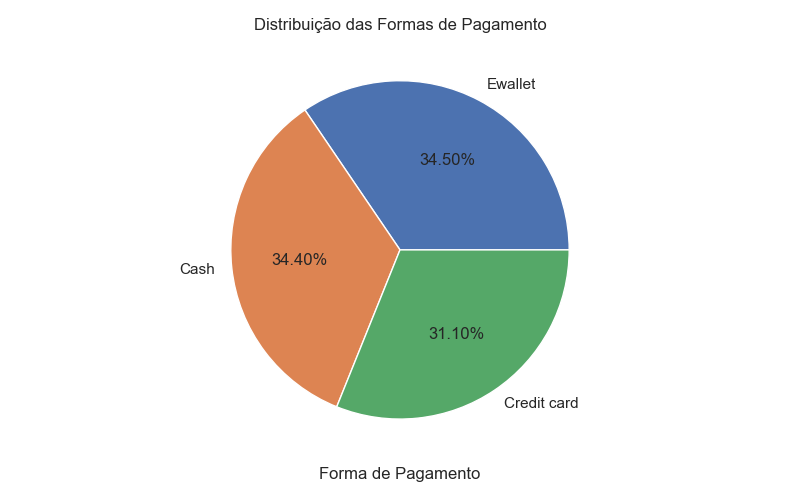 Distribuição das Formas de Pagamento
Ewallet
34.50%
Cash
34.40%
31.10%
Credit card
Forma de Pagamento